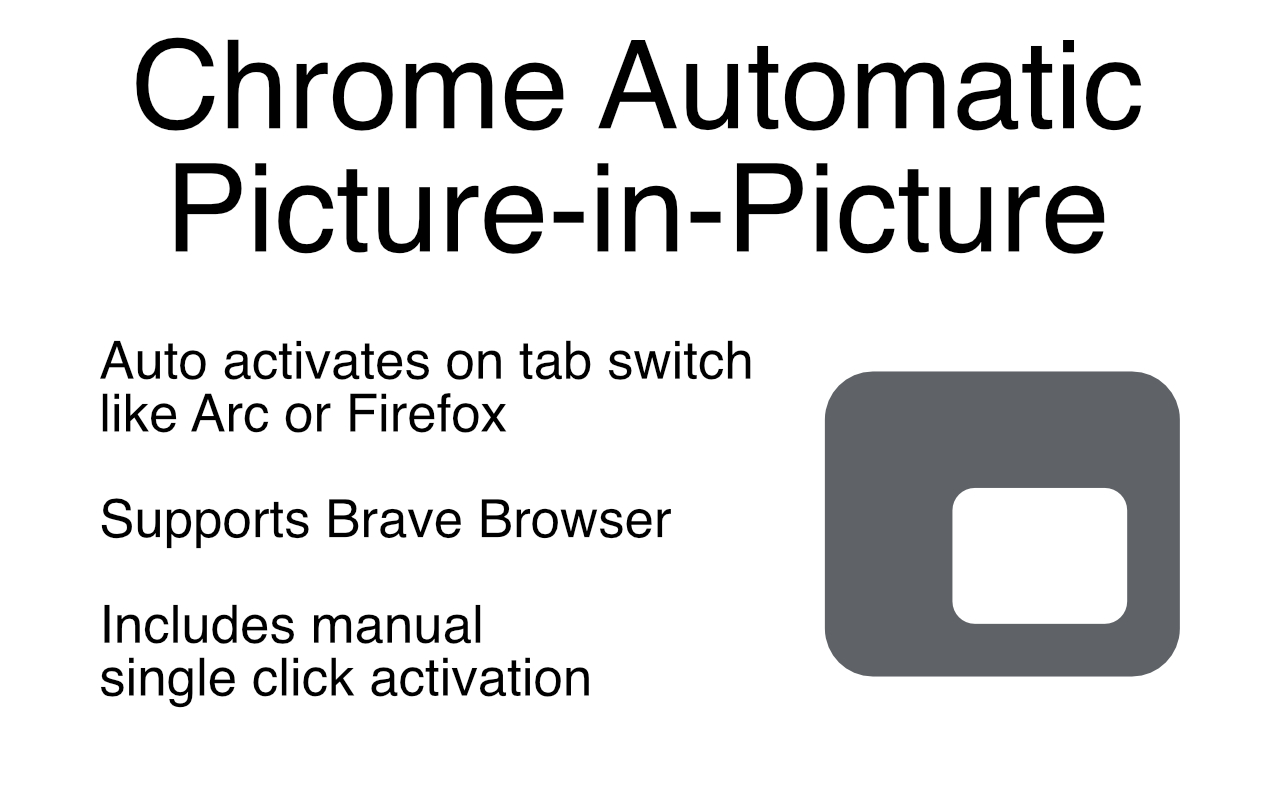 Chrome Automatic
Picture-in-Picture
Auto activates on tab switch
like Arc or Firefox
Supports Brave Browser
Includes manual
single click activation